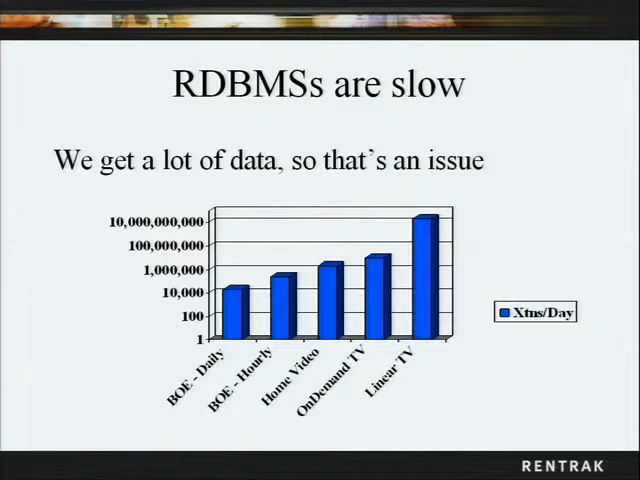 RDBMSs are slow
We get a lot of data, so that's an issue
10,000,000,000
100,000,000
1,000,000
10,000
100
1
Xtns/Day
BOE - Daily
BOE - Hourly
Home Video
OnDemand TV
Linear TV
RENTRAK